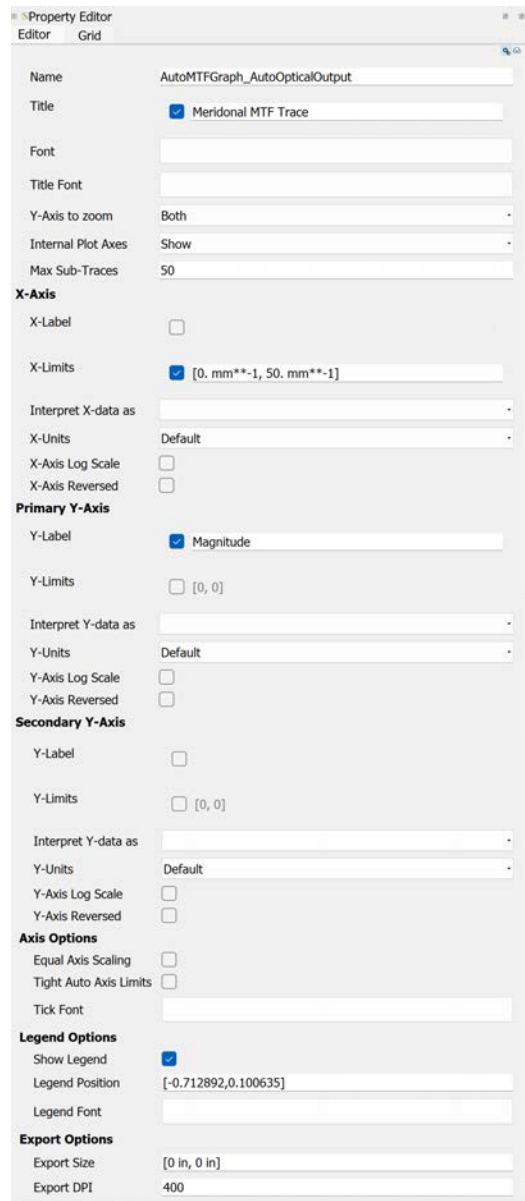 Property Editor
Editor Grid
Name AutoMTFGraph_AutoOpticalOutput
Title Meridonal MTF Trace
Font
Title Font
Y-Axis to zoom Both
Internal Plot Axes Show
Max Sub-Traces 50
X-Axis
X-Label
X-Limits [0. mm**-1, 50. mm**-1]
Interpret X-data as
X-Units Default
X-Axis Log Scale
X-Axis Reversed
Primary Y-Axis
Y-Label Magnitude
Y-Limits [0, 0]
Interpret Y-data as
Y-Units Default
Y-Axis Log Scale
Y-Axis Reversed
Secondary Y-Axis
Y-Label
Y-Limits [0, 0]
Interpret Y-data as
Y-Units Default
Y-Axis Log Scale
Y-Axis Reversed
Axis Options
Equal Axis Scaling
Tight Auto Axis Limits
Tick Font
Legend Options
Show Legend
Legend Position [-0.712892,0.100635]
Legend Font
Export Options
Export Size [0 in, 0 in]
Export DPI 400